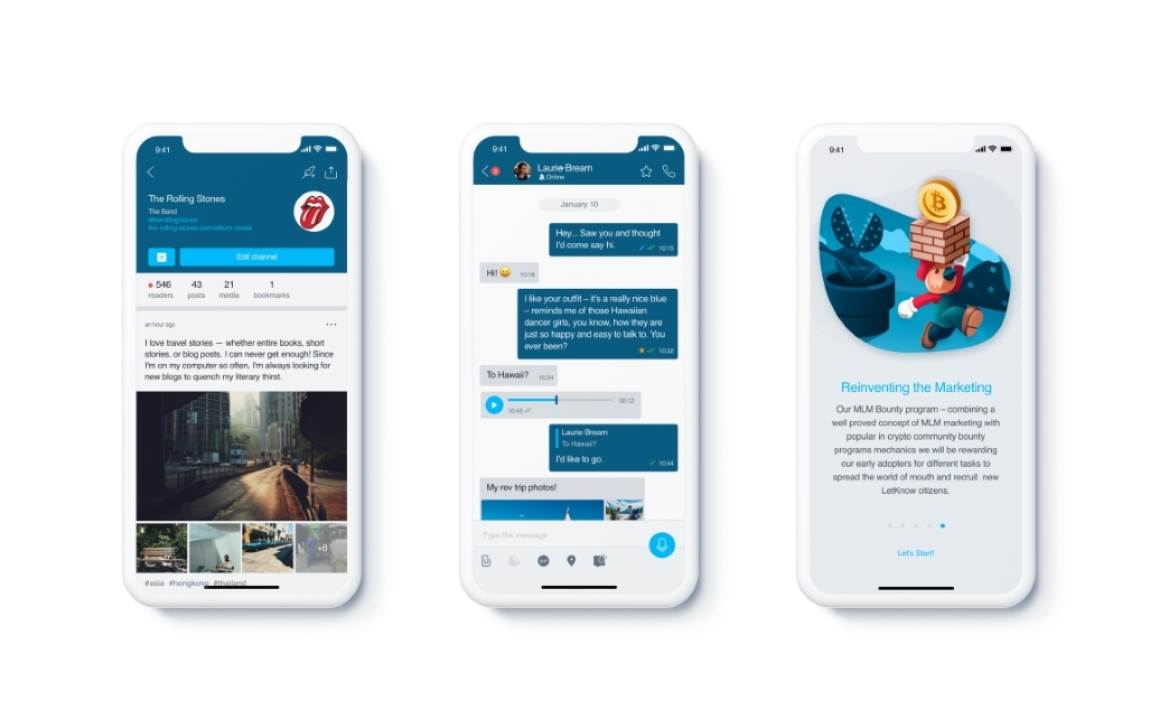 9:41
The Rolling Stones
The Band
#therollingstones
the-rolling-stones.com/album-route
Edit channel
546
readers
43
posts
21
media
1
bookmarks
an hour ago
I love travel stories — whether entire books, short
stories, or blog posts. I can never get enough! Since
I'm on my computer so often, I'm always looking for
new blogs to quench my literary thirst.
+8
#asia #hongkong #thailand
9:41
3
Laurie Bream
Online
January 10
Hey... Saw you and thought
I'd come say hi.
10:15
Hi!
10:18
I like your outfit – it's a really nice blue
– reminds me of those Hawaiian
dancer girls, you know, how they are
just so happy and easy to talk to. You
ever been?
10:32
To Hawaii?
10:34
00:12
10:43
Laurie Bream
To Hawaii?
I'd like to go.
10:44
My rev trip photos!
Type the message
9:41
Reinventing the Marketing
Our MLM Bounty program – combining a
well proved concept of MLM marketing with
popular in crypto community bounty
programs mechanics we will be rewarding
our early adopters for different tasks to
spread the world of mouth and recruit new
LetKnow citizens.
Let's Start!